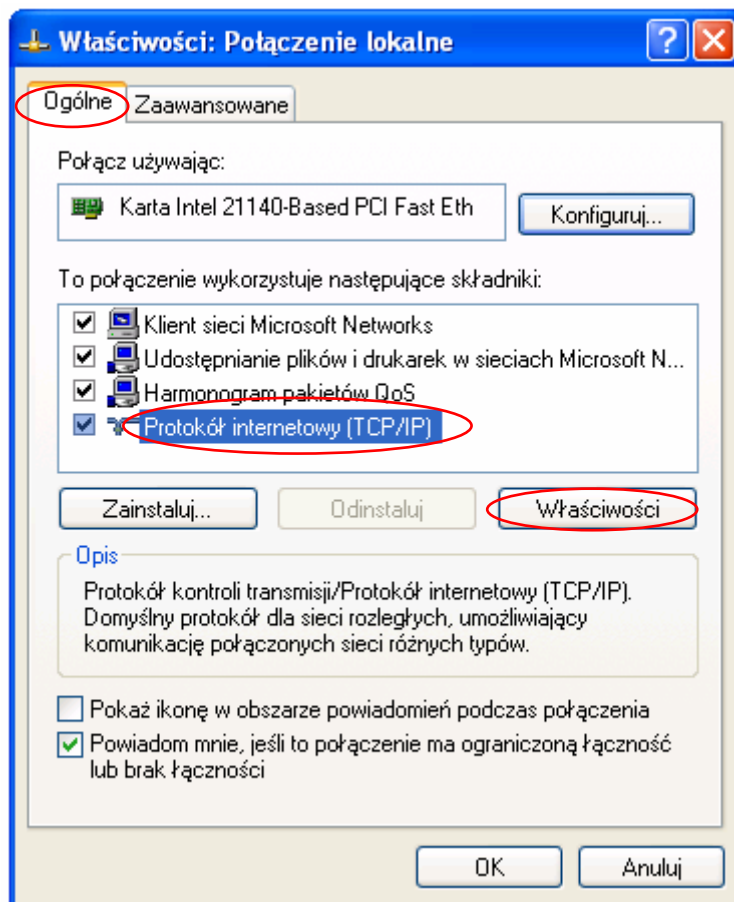 Właściwości: Połączenie lokalne
Ogólne Zaawansowane
Połącz używając:
Karta Intel 21140-Based PCI Fast Eth
Konfiguruj...
To połączenie wykorzystuje następujące składniki:
Klient sieci Microsoft Networks
Udostępnianie plików i drukarek w sieciach Microsoft N...
Harmonogram pakietów QoS
Protokół internetowy (TCP/IP)
Zainstaluj... Odinstaluj Właściwości
Opis
Protokół kontroli transmisji/Protokół internetowy (TCP/IP).
Domyślny protokół dla sieci rozległych, umożliwiający
komunikację połączonych sieci różnych typów.
Pokaż ikonę w obszarze powiadomień podczas połączenia
Powiadom mnie, jeśli to połączenie ma ograniczoną łączność
lub brak łączności
OK Anuluj